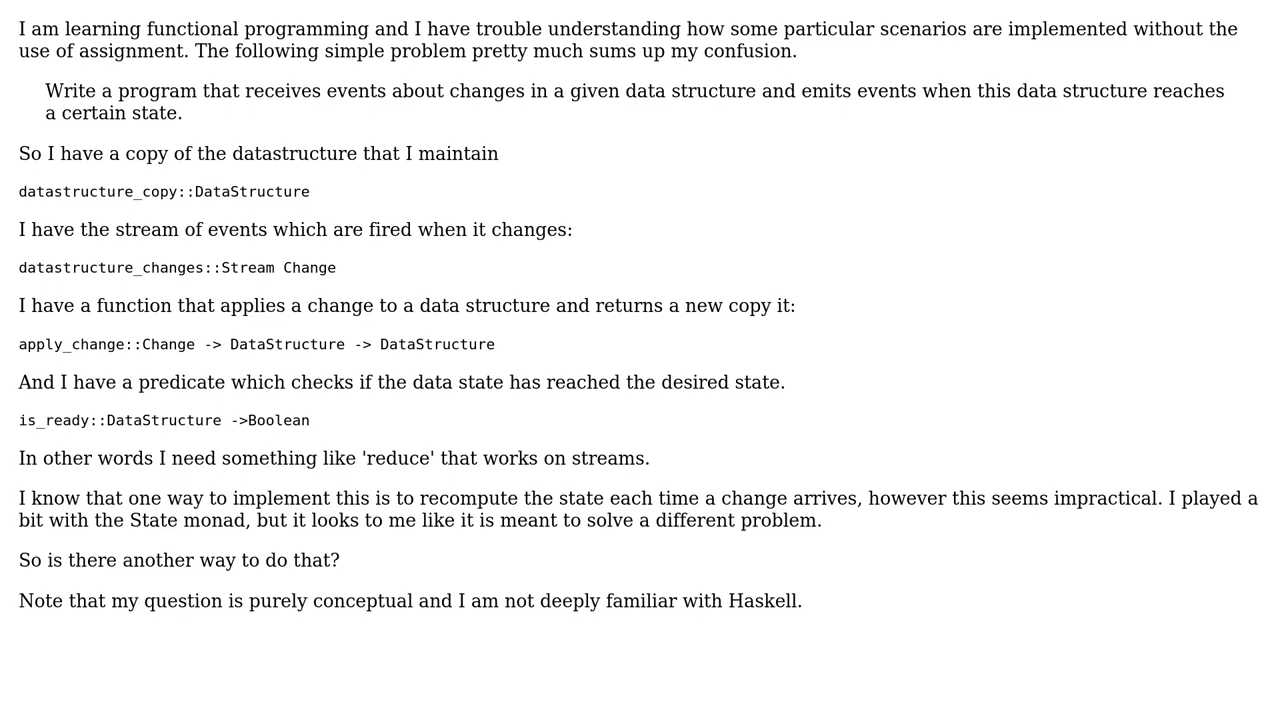 I am learning functional programming and I have trouble understanding how some particular scenarios are implemented without the
use of assignment. The following simple problem pretty much sums up my confusion.
Write a program that receives events about changes in a given data structure and emits events when this data structure reaches
a certain state.
So I have a copy of the datastructure that I maintain
datastructure_copy::DataStructure
I have the stream of events which are fired when it changes:
datastructure_changes::Stream Change
I have a function that applies a change to a data structure and returns a new copy it:
apply_change::Change -> DataStructure -> DataStructure
And I have a predicate which checks if the data state has reached the desired state.
is_ready::DataStructure ->Boolean
In other words I need something like 'reduce' that works on streams.
I know that one way to implement this is to recompute the state each time a change arrives, however this seems impractical. I played a
bit with the State monad, but it looks to me like it is meant to solve a different problem.
So is there another way to do that?
Note that my question is purely conceptual and I am not deeply familiar with Haskell.